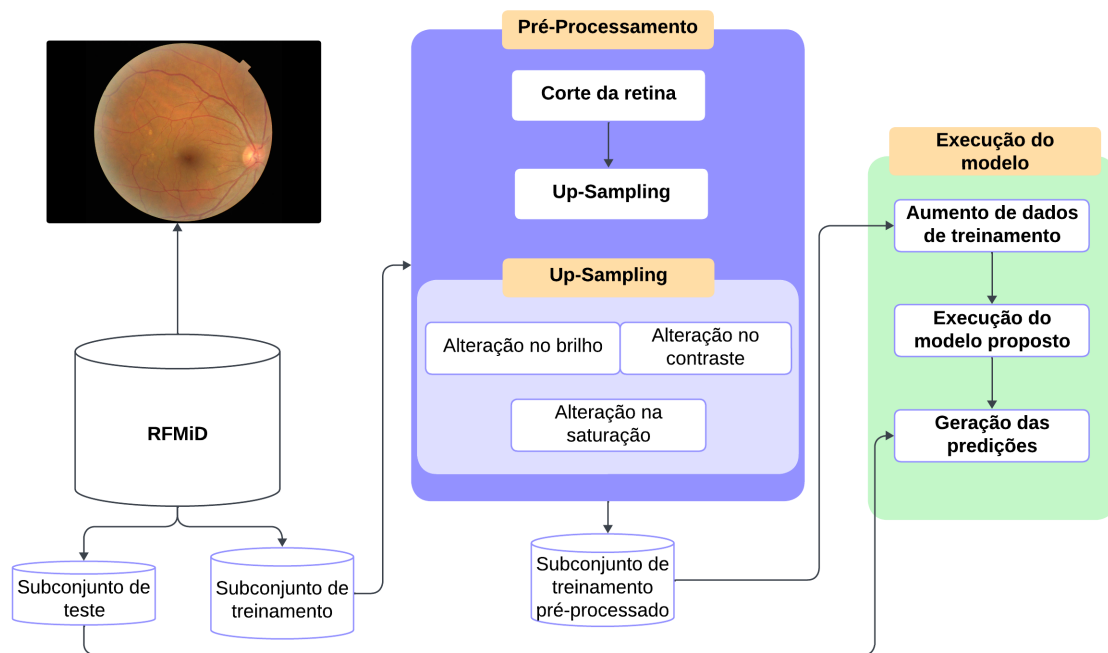 Pré-Processamento
Corte da retina
Up-Sampling
Up-Sampling
Alteração no brilho
Alteração no
contraste
Alteração na
saturação
Execução do
modelo
Aumento de dados
de treinamento
Execução do
modelo proposto
Geração das
predições
RFMiD
Subconjunto de
teste
Subconjunto de
treinamento
Subconjunto de
treinamento
pré-processado